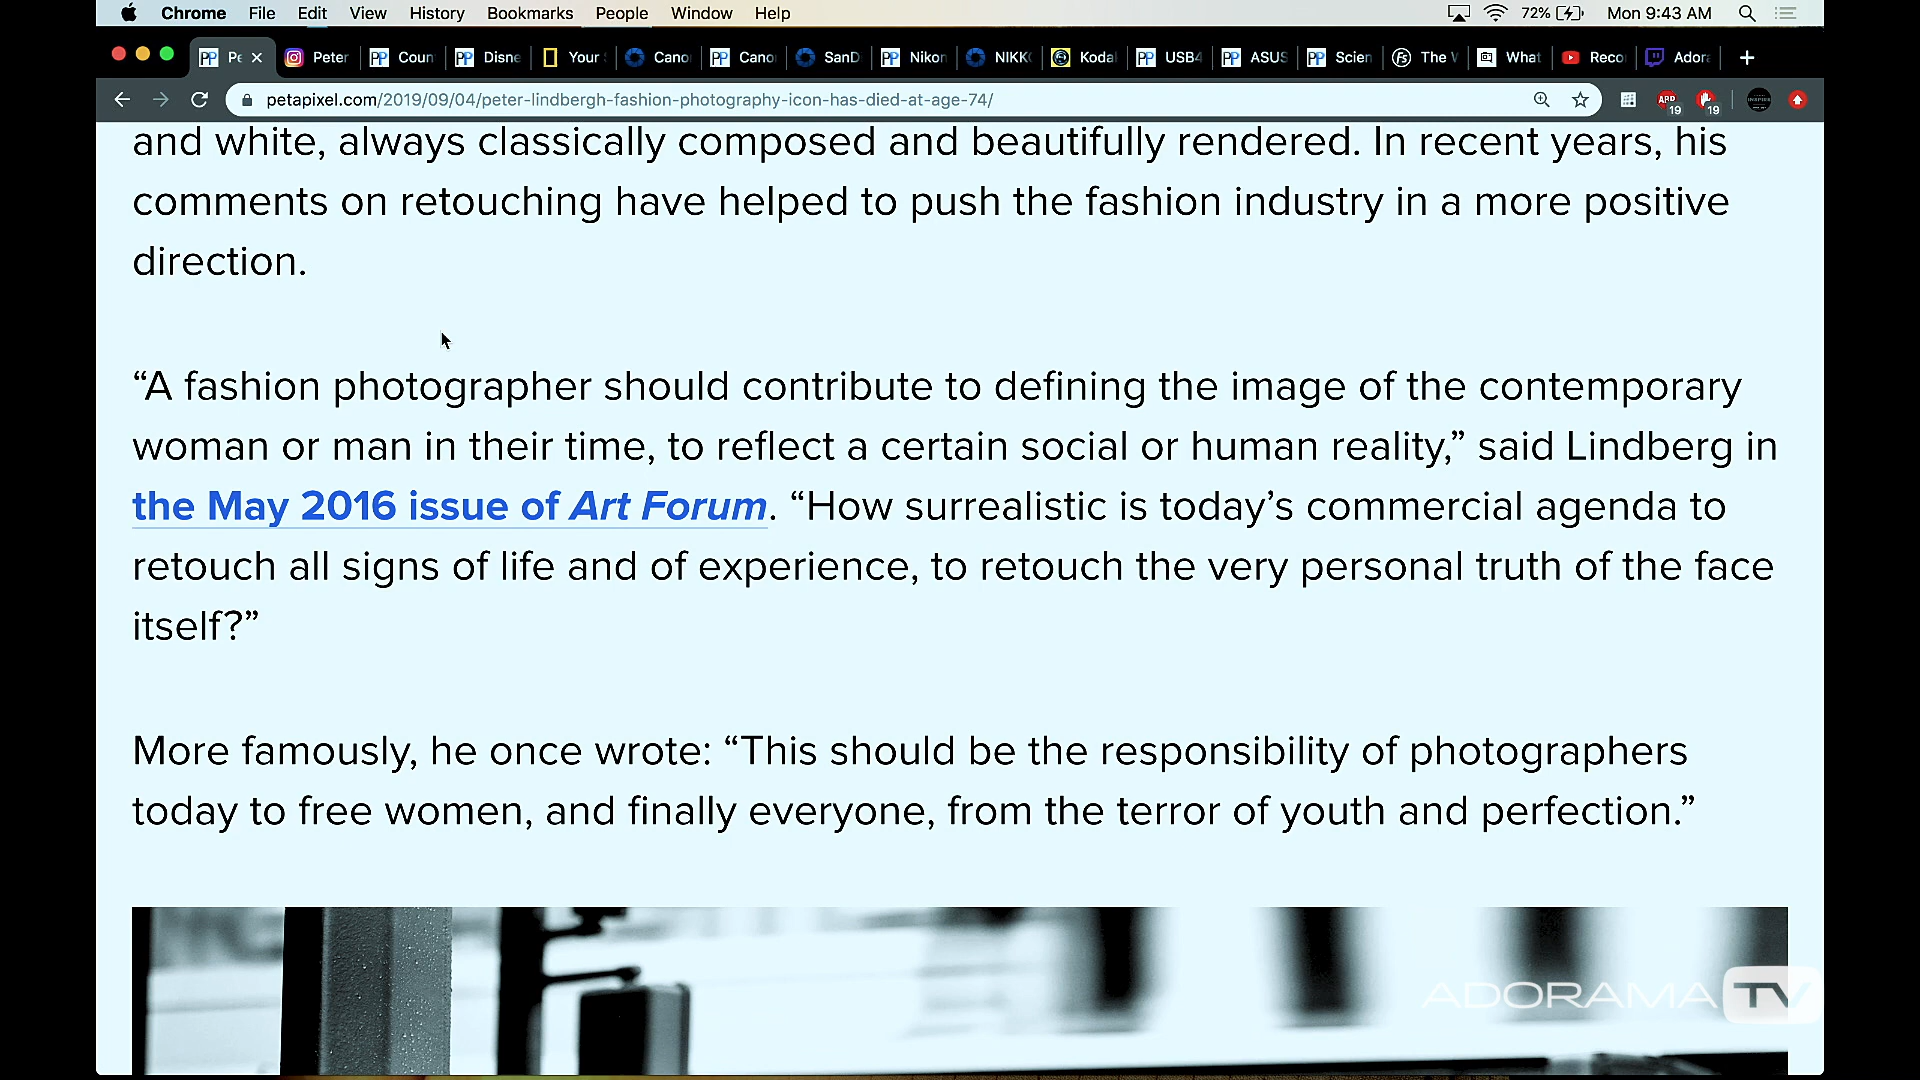 Chrome File Edit View History Bookmarks People Window Help 72% Mon 9:43 AM
Pe Peter Coun Disne Your Cano Cano SanD Nikon NIKK Koda USB4 ASUS Scien The W What Reco Adora
petapixel.com/2019/09/04/peter-lindbergh-fashion-photography-icon-has-died-at-age-74/ ABP 19 19
and white, always classically composed and beautifully rendered. In recent years, his
comments on retouching have helped to push the fashion industry in a more positive
direction.
“A fashion photographer should contribute to defining the image of the contemporary
woman or man in their time, to reflect a certain social or human reality,” said Lindberg in
the May 2016 issue of Art Forum. “How surrealistic is today’s commercial agenda to
retouch all signs of life and of experience, to retouch the very personal truth of the face
itself?”
More famously, he once wrote: “This should be the responsibility of photographers
today to free women, and finally everyone, from the terror of youth and perfection.”
ADORAMA TV